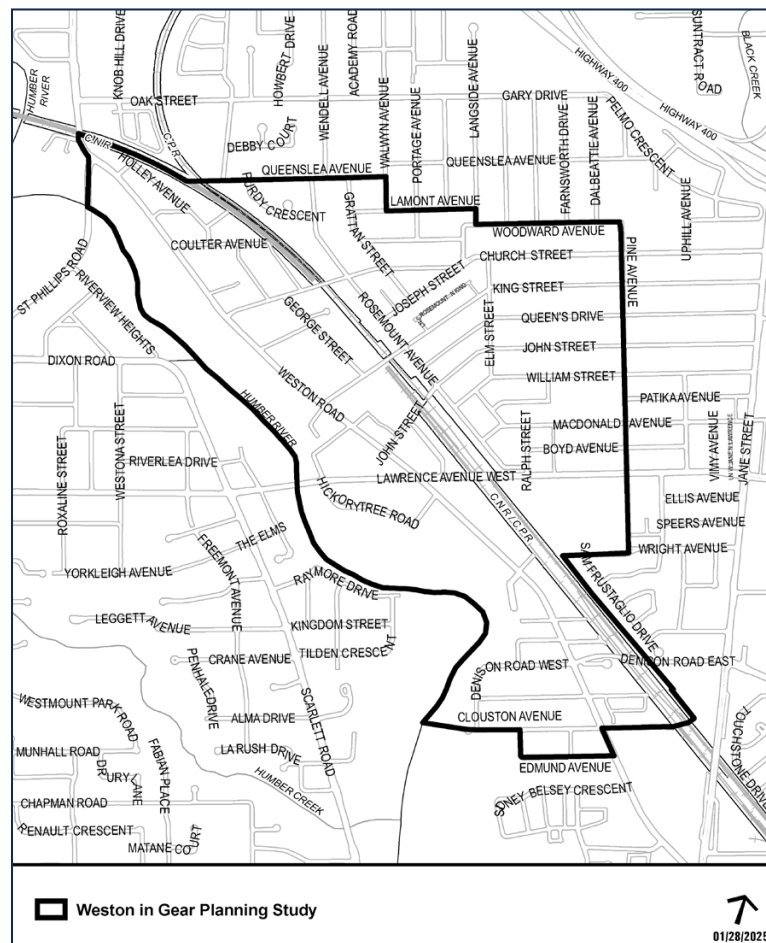 HUMBER
RIVER
KNOB HILL DRIVE
HOWBERT DRIVE
WENDELL AVENUE
ACADEMY ROAD
WALWYN AVENUE
PORTAGE AVENUE
LANGSIDE AVENUE
HIGHWAY 400
HIGHWAY 400
SUNTRACT ROAD
BLACK CREEK
OAK STREET
C.P.R
C.N.R
GARY DRIVE
PELMO CRESCENT
FARNSWORTH DRIVE
DALBEATTIE AVENUE
DEBBY COURT
QUEENSLEA AVENUE
QUEENSLEA AVENUE
HOLLEY AVENUE
PURDY CRESCENT
GRATTAN STREET
LAMONT AVENUE
WOODWARD AVENUE
PINE AVENUE
UPHILL AVENUE
COULTER AVENUE
CHURCH STREET
ST PHILLIPS ROAD
RIVERVIEW HEIGHTS
JOSEPH STREET
KING STREET
GEORGE STREET
ROSEMOUNT AVENUE
ELM STREET
QUEEN'S DRIVE
JOHN STREET
DIXON ROAD
WESTON ROAD
WILLIAM STREET
HUMBER RIVER
PATIKA AVENUE
ROXALINE STREET
WESTONA STREET
JOHN STREET
RALPH STREET
MACDONALD AVENUE
BOYD AVENUE
VIMY AVENUE
JANE STREET
RIVERLEA DRIVE
LAWRENCE AVENUE WEST
HICKORYTREE ROAD
C.N.R/C.P.R
ELLIS AVENUE
SPEERS AVENUE
THE ELMS
FREEMONT AVENUE
WRIGHT AVENUE
YORKLEIGH AVENUE
RAYMORE DRIVE
SAM FRUSTAGLIO DRIVE
LEGGETT AVENUE
KINGDOM STREET
CRANE AVENUE
TILDEN CRESCENT
DENISON ROAD WEST
DENISON ROAD EAST
PENHALE DRIVE
SCARLETT ROAD
WESTMOUNT PARK ROAD
ALMA DRIVE
CLOUSTON AVENUE
TOUCHSTONE DRIVE
MUNHALL ROAD
DRURY LANE
FABIAN PLACE
LA RUSH DRIVE
HUMBER CREEK
EDMUND AVENUE
CHAPMAN ROAD
SIDNEY BELSEY CRESCENT
RENAULT CRESCENT
MATANE COURT
Weston in Gear Planning Study
01/28/2025